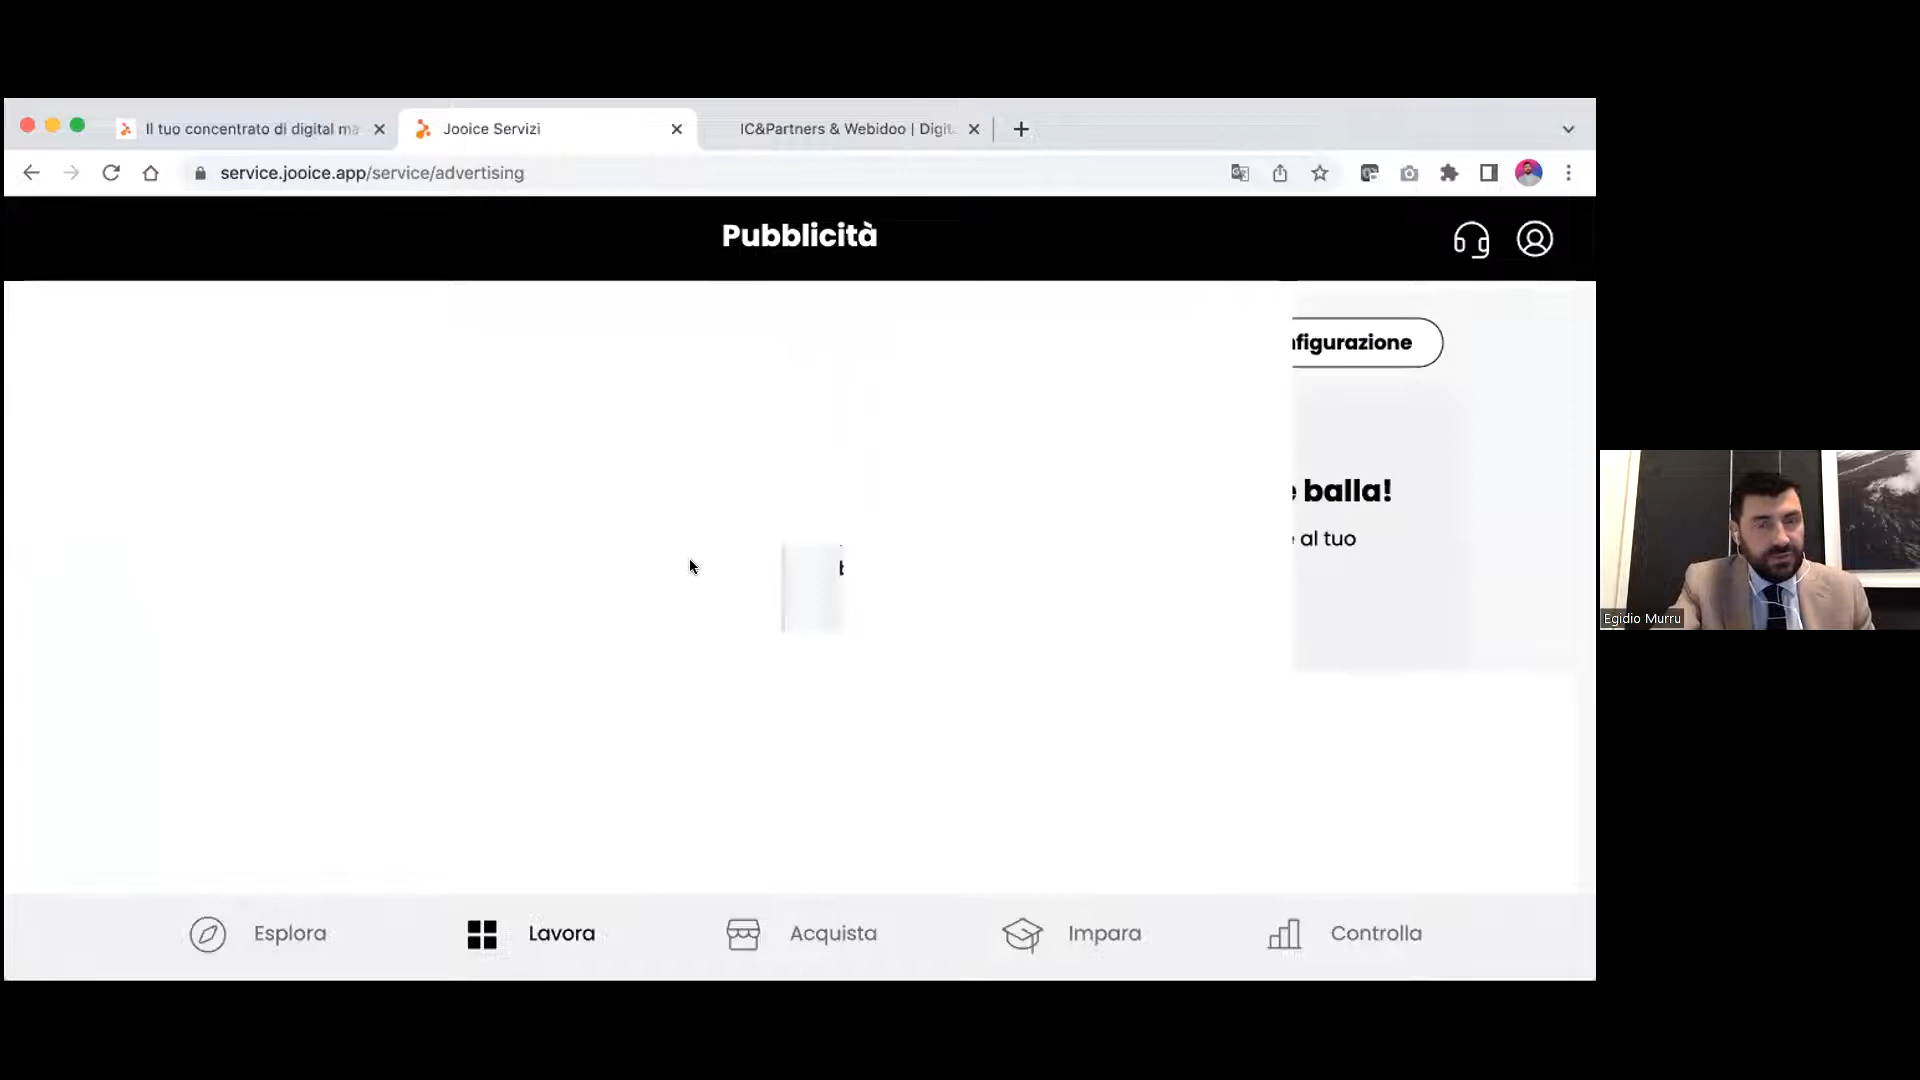 Il tuo concentrato di digital ma
Jooice Servizi
IC&Partners & Webidoo | Digit
service.jooice.app/service/advertising
Pubblicità
nfigurazione
e balla!
e al tuo
b
Egidio Murru
Esplora
Lavora
Acquista
Impara
Controlla